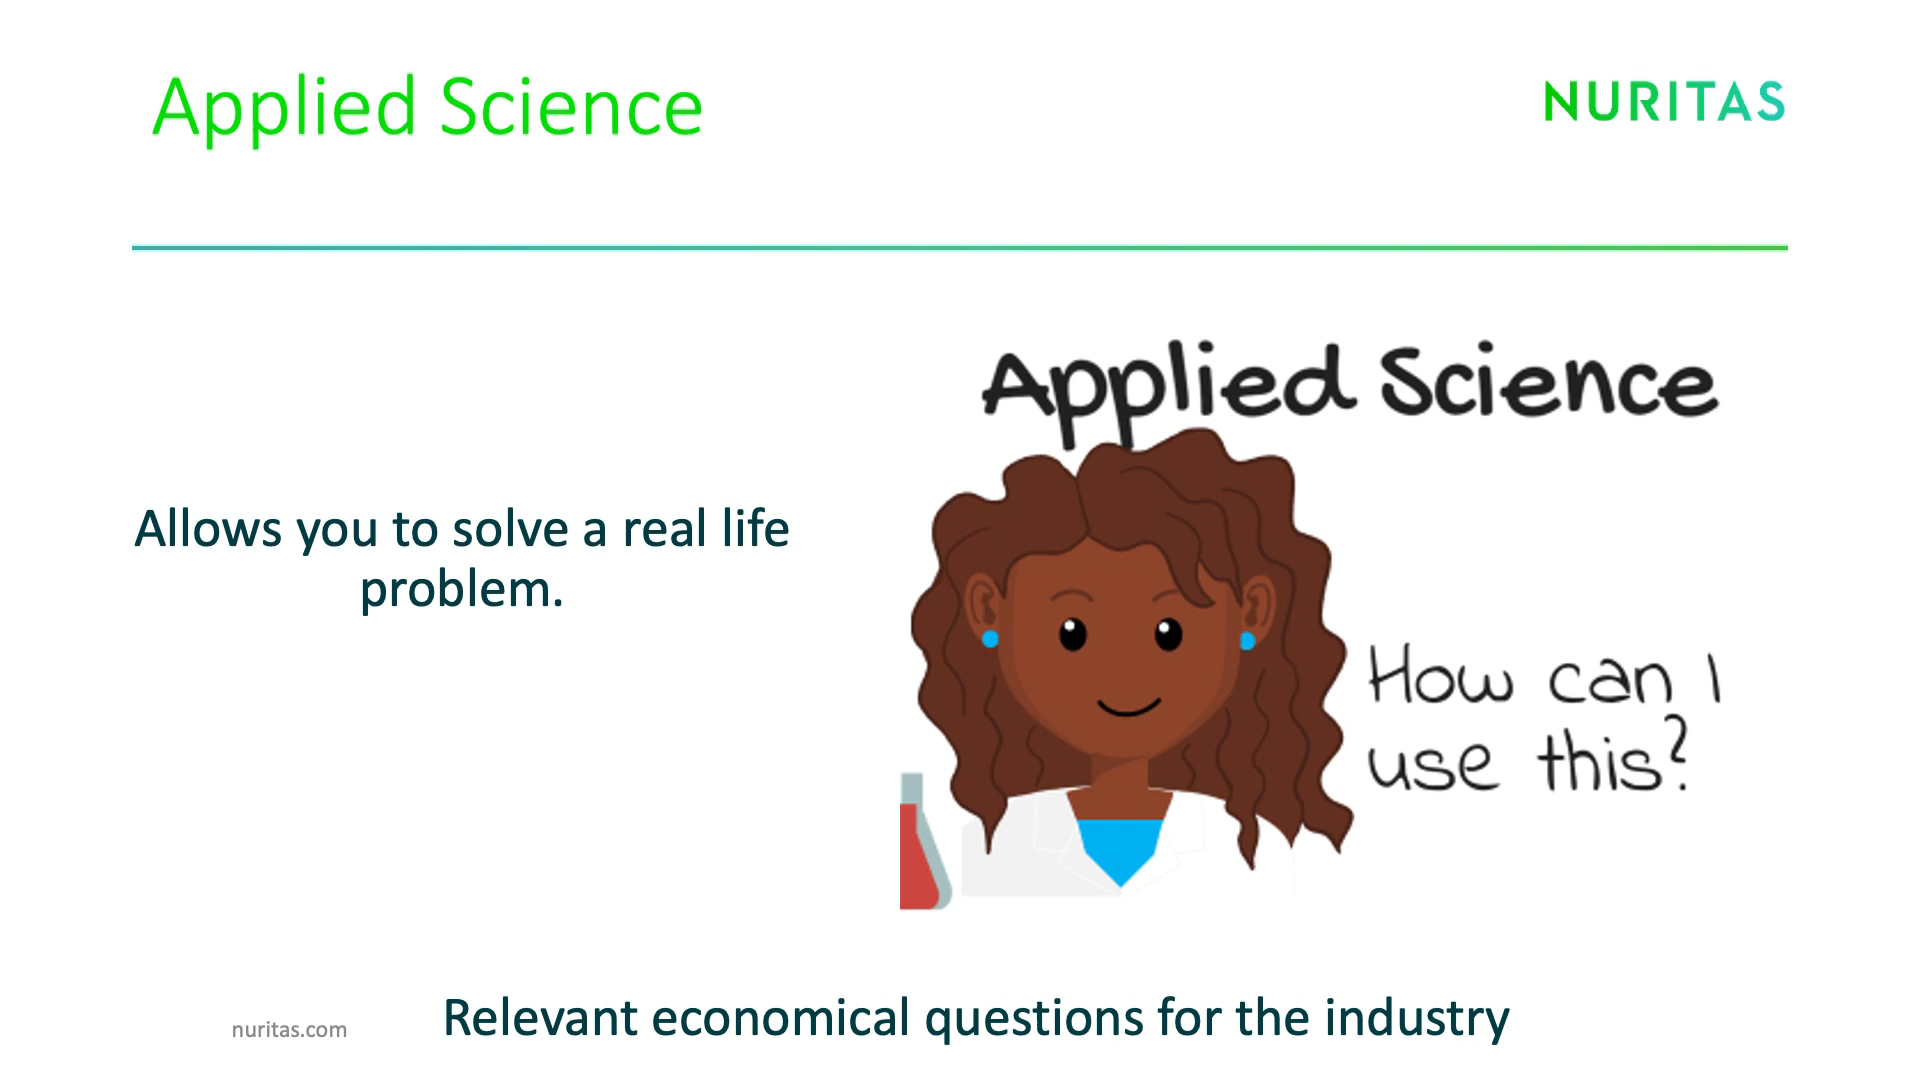 Applied Science
NURITAS
Allows you to solve a real life
problem.
Applied Science
How can I
use this?
nuritas.com
Relevant economical questions for the industry